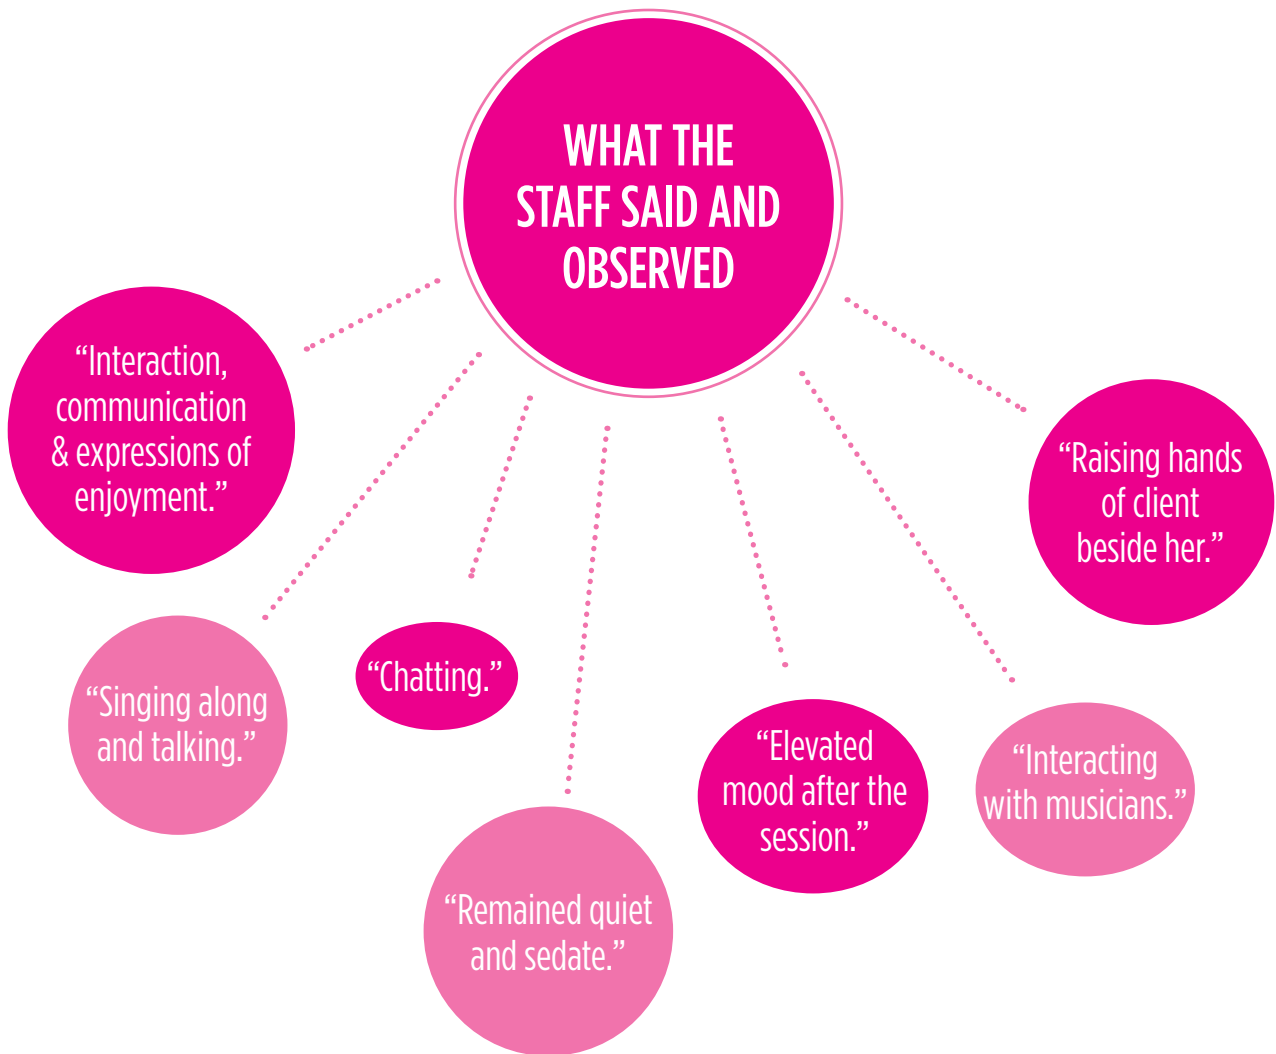 WHAT THE
STAFF SAID AND
OBSERVED
“Interaction,
communication
& expressions of
enjoyment.”
“Singing along
and talking.”
“Chatting.”
“Remained quiet
and sedate.”
“Elevated
mood after the
session.”
“Interacting
with musicians.”
“Raising hands
of client
beside her.”